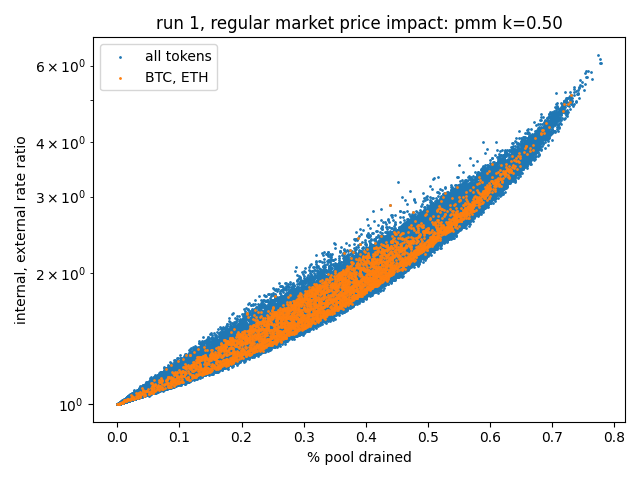 run 1, regular market price impact: pmm k=0.50
all tokens
BTC, ETH
internal, external rate ratio
6 × 10⁰
4 × 10⁰
3 × 10⁰
2 × 10⁰
10⁰
0.0 0.1 0.2 0.3 0.4 0.5 0.6 0.7 0.8
% pool drained